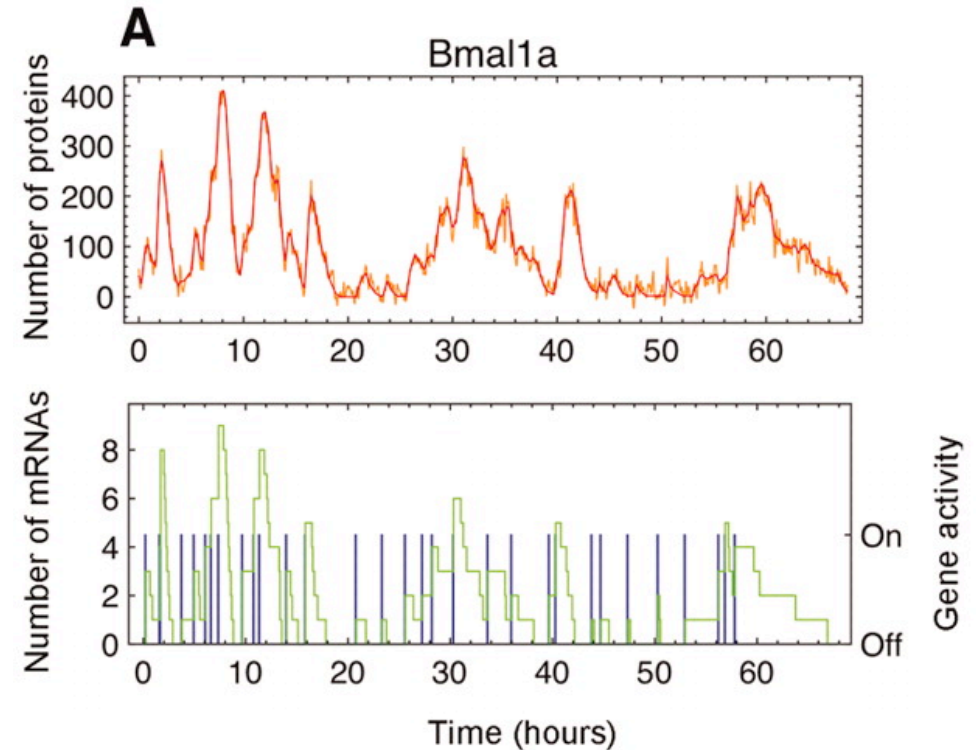 A
Bmal1a
Number of proteins
400
300
200
100
0
0 10 20 30 40 50 60
Number of mRNAs
8
6
4
2
0
On
Off
Gene activity
0 10 20 30 40 50 60
Time (hours)